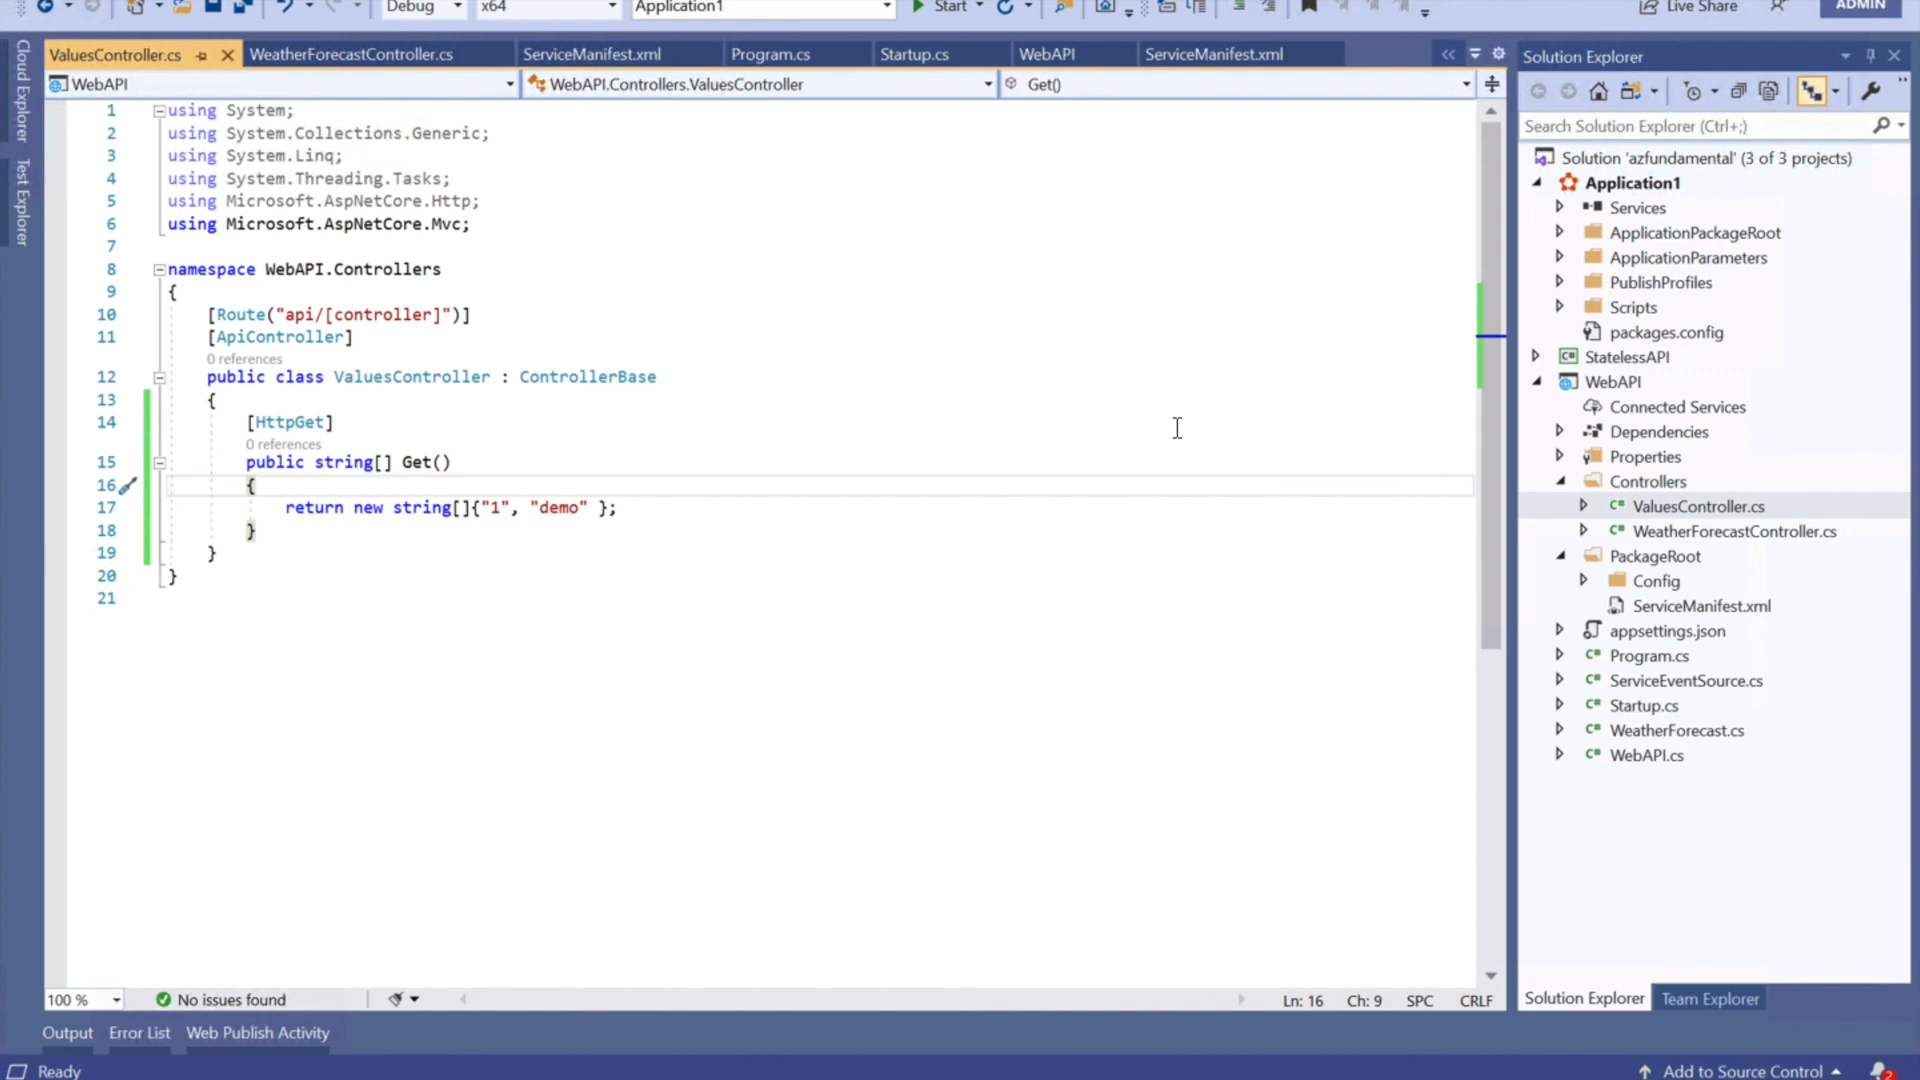 Debug x64 Application1 Start Live Share ADMIN
Cloud Explorer
Test Explorer
ValuesController.cs WeatherForecastController.cs ServiceManifest.xml Program.cs Startup.cs WebAPI ServiceManifest.xml
WebAPI WebAPI.Controllers.ValuesController Get()
1 using System;
2 using System.Collections.Generic;
3 using System.Linq;
4 using System.Threading.Tasks;
5 using Microsoft.AspNetCore.Http;
6 using Microsoft.AspNetCore.Mvc;
7
8 namespace WebAPI.Controllers
9 {
10 [Route("api/[controller]")]
11 [ApiController]
0 references
12 public class ValuesController : ControllerBase
13 {
14 [HttpGet]
0 references
15 public string[] Get()
16 {
17 return new string[]{"1", "demo" };
18 }
19 }
20 }
21
100 % No issues found Ln: 16 Ch: 9 SPC CRLF
Output Error List Web Publish Activity
Ready
Solution Explorer
Search Solution Explorer (Ctrl+;)
Solution 'azfundamental' (3 of 3 projects)
Application1
Services
ApplicationPackageRoot
ApplicationParameters
PublishProfiles
Scripts
packages.config
C# StatelessAPI
WebAPI
Connected Services
Dependencies
Properties
Controllers
C# ValuesController.cs
C# WeatherForecastController.cs
PackageRoot
Config
ServiceManifest.xml
appsettings.json
C# Program.cs
C# ServiceEventSource.cs
C# Startup.cs
C# WeatherForecast.cs
C# WebAPI.cs
Solution Explorer Team Explorer
Add to Source Control 2